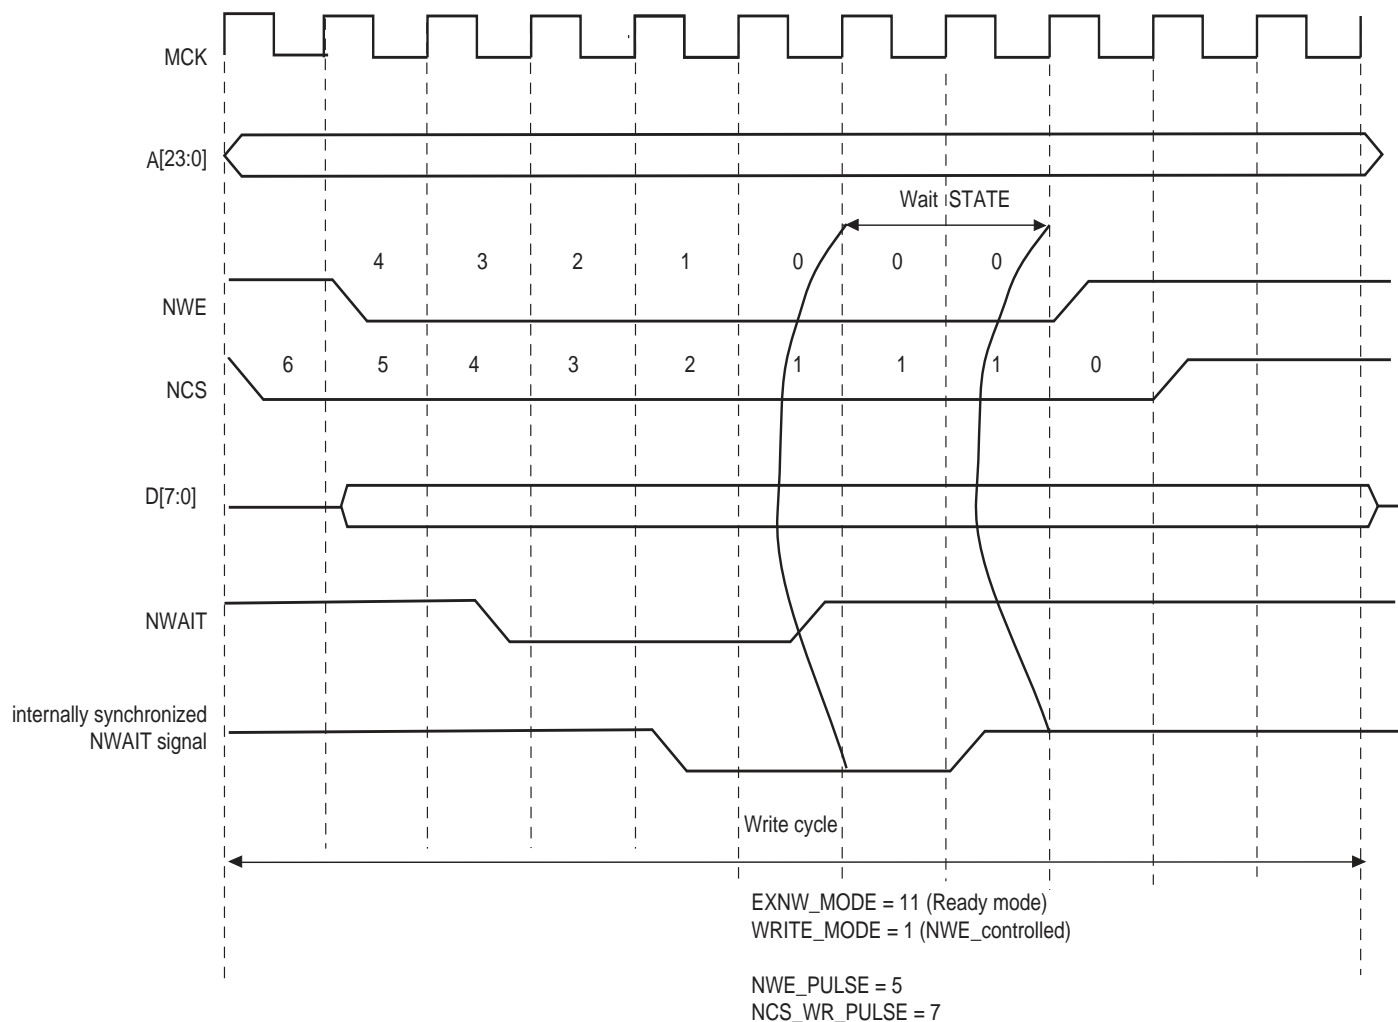 MCK
A[23:0]
Wait STATE
4 3 2 1 0 0 0
NWE
6 5 4 3 2 1 1 1 0
NCS
D[7:0]
NWAIT
internally synchronized
NWAIT signal
Write cycle
EXNW_MODE = 11 (Ready mode)
WRITE_MODE = 1 (NWE_controlled)
NWE_PULSE = 5
NCS_WR_PULSE = 7